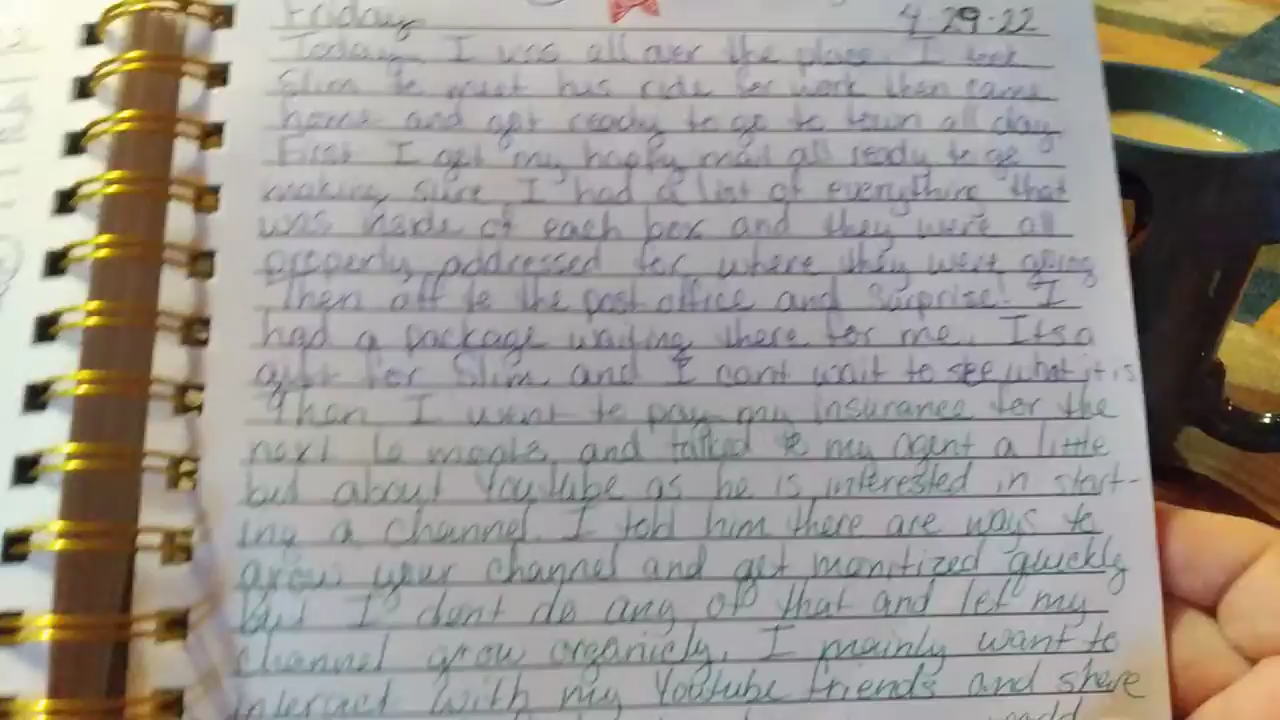 Friday 4-29-22
Today I was all over the place. I took
Slim to meet his ride for work then came
home and got ready to go to town all day
First I got my happy mail all ready to go
making sure I had a list of everything that
was inside of each box and they were all
properly addressed for where they were going
Then off to the post office and Surprise! I
had a package waiting there for me. Its a
gift for Slim and I cant wait to see what it is
Then I went to pay my insurance for the
next 6 months and talked to my agent a little
bit about YouTube as he is interested in start-
ing a channel. I told him there are ways to
grow your channel and get monitized quickly
but I dont do any of that and let my
channel grow organicly. I mainly want to
interact with my Youtube friends and share